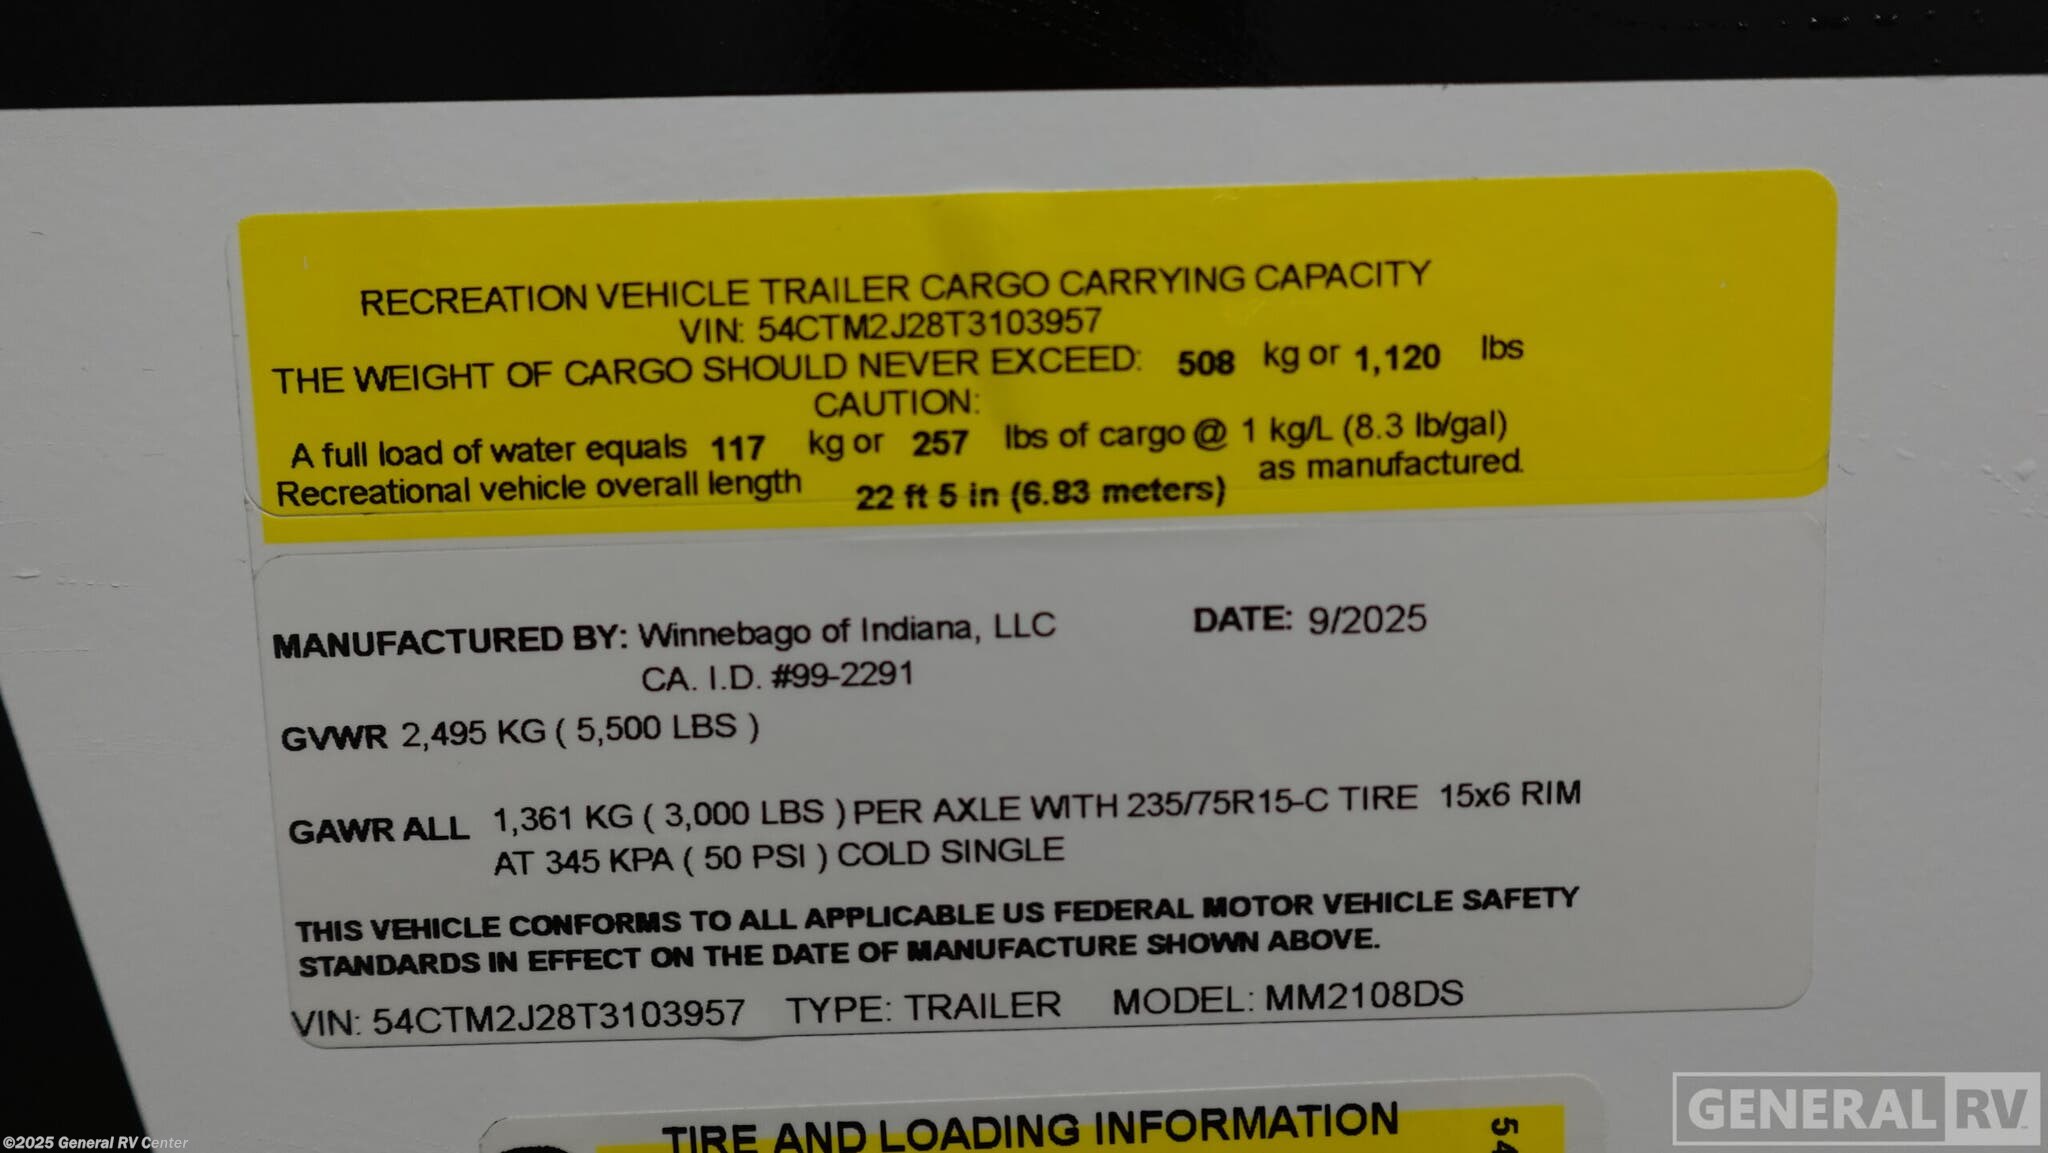 RECREATION VEHICLE TRAILER CARGO CARRYING CAPACITY
VIN: 54CTM2J28T3103957
THE WEIGHT OF CARGO SHOULD NEVER EXCEED: 508 kg or 1,120 lbs
CAUTION:
A full load of water equals 117 kg or 257 lbs of cargo @ 1 kg/L (8.3 lb/gal)
Recreational vehicle overall length 22 ft 5 in (6.83 meters) as manufactured.
MANUFACTURED BY: Winnebago of Indiana, LLC DATE: 9/2025
CA. I.D. #99-2291
GVWR 2,495 KG ( 5,500 LBS )
GAWR ALL 1,361 KG ( 3,000 LBS ) PER AXLE WITH 235/75R15-C TIRE 15x6 RIM
AT 345 KPA ( 50 PSI ) COLD SINGLE
THIS VEHICLE CONFORMS TO ALL APPLICABLE US FEDERAL MOTOR VEHICLE SAFETY
STANDARDS IN EFFECT ON THE DATE OF MANUFACTURE SHOWN ABOVE.
VIN: 54CTM2J28T3103957 TYPE: TRAILER MODEL: MM2108DS
TIRE AND LOADING INFORMATION
GENERAL RV
©2025 General RV Center